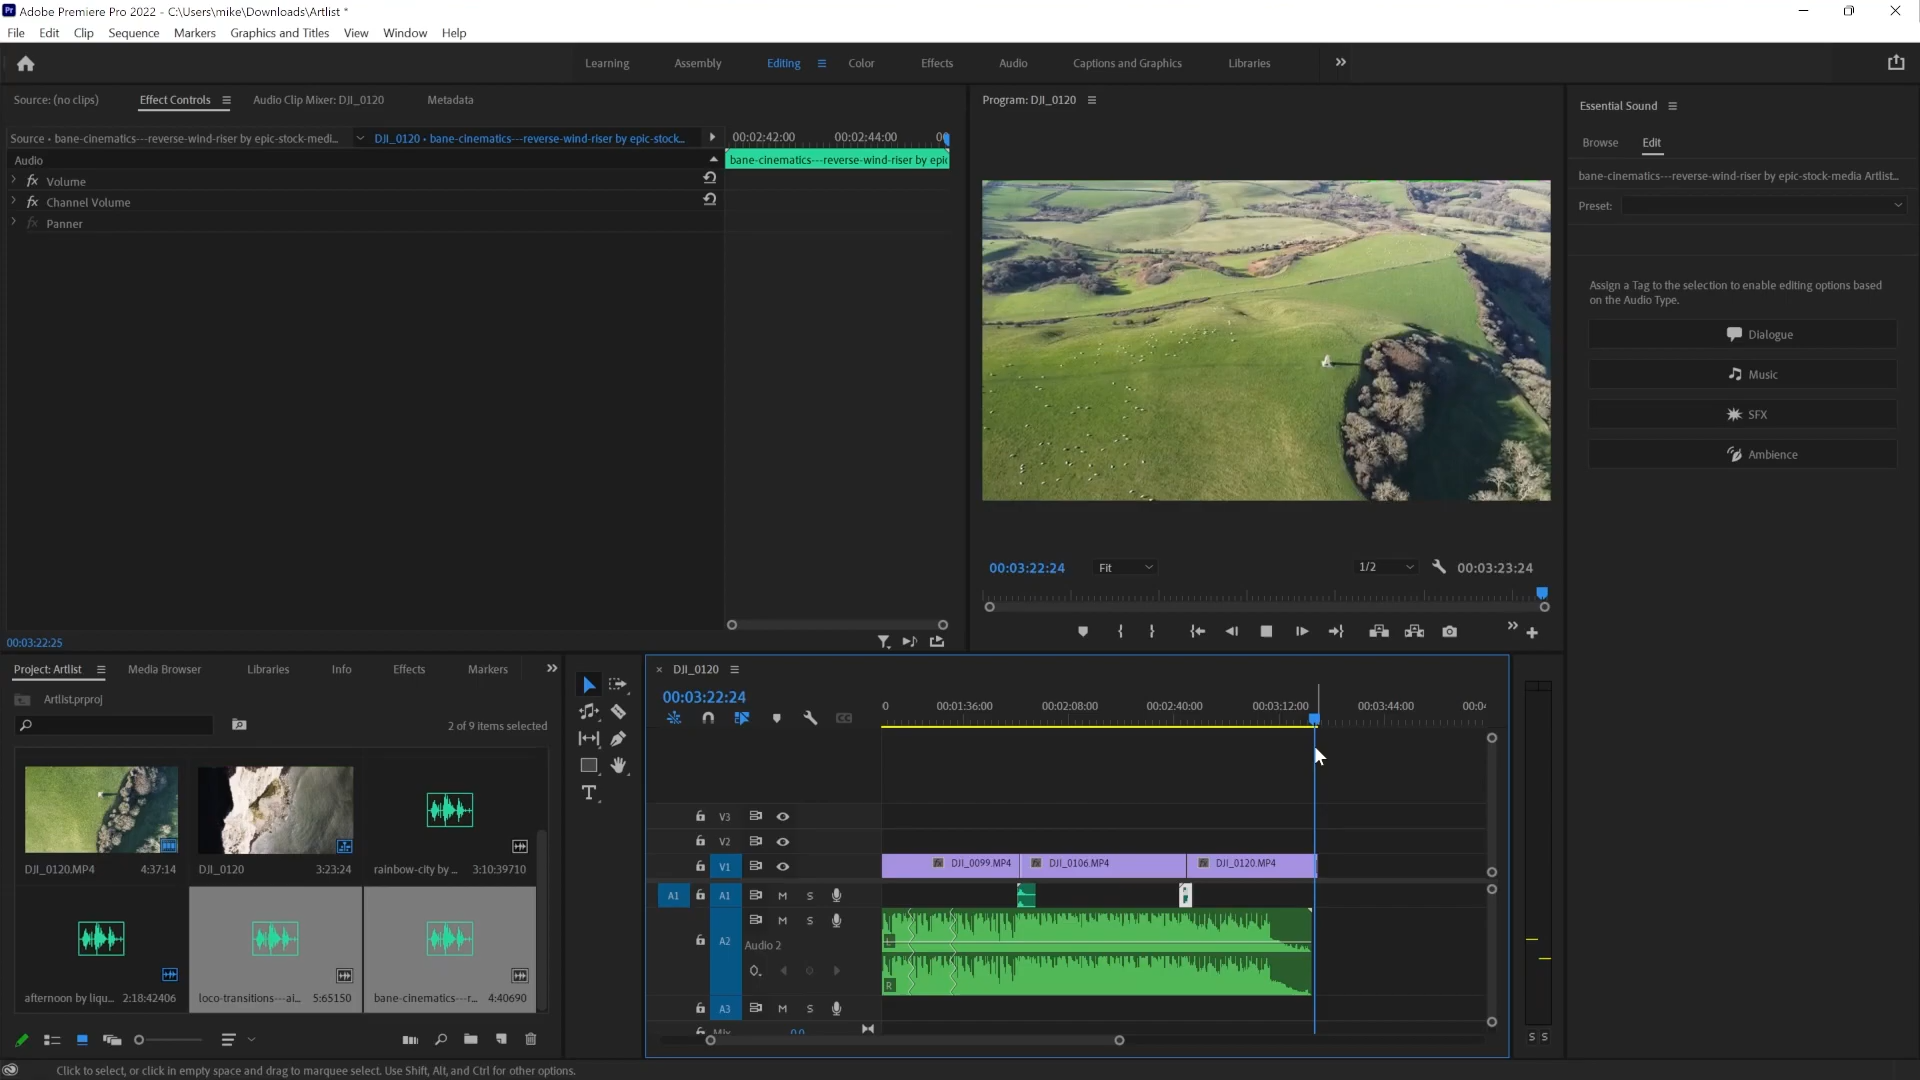 Adobe Premiere Pro 2022 - C:\Users\mike\Downloads\Artlist *
File Edit Clip Sequence Markers Graphics and Titles View Window Help
Learning Assembly Editing Color Effects Audio Captions and Graphics Libraries
Source: (no clips) Effect Controls Audio Clip Mixer: DJI_0120 Metadata
Source • bane-cinematics---reverse-wind-riser by epic-stock-medi... DJI_0120 • bane-cinematics---reverse-wind-riser by epic-stock...
00:02:42:00 00:02:44:00 00
Audio
bane-cinematics---reverse-wind-riser by epic
fx Volume
fx Channel Volume
fx Panner
00:03:22:25
Program: DJI_0120
00:03:22:24 Fit 1/2 00:03:23:24
Essential Sound
Browse Edit
bane-cinematics---reverse-wind-riser by epic-stock-media Artlist...
Preset:
Assign a Tag to the selection to enable editing options based
on the Audio Type.
Dialogue
Music
SFX
Ambience
Project: Artlist Media Browser Libraries Info Effects Markers
Artlist.prproj
2 of 9 items selected
DJI_0120.MP4 4:37:14 DJI_0120 3:23:24 rainbow-city by ... 3:10:39710
afternoon by liqu... 2:18:42406 loco-transitions---ai... 5:65150 bane-cinematics---r... 4:40690
DJI_0120
00:03:22:24
0 00:01:36:00 00:02:08:00 00:02:40:00 00:03:12:00 00:03:44:00 00:04
V3
V2
V1 DJI_0099.MP4 DJI_0106.MP4 DJI_0120.MP4
A1 A1 M S
M S
A2 Audio 2
L
R
A3 M S
Mix 0.0
S S
Click to select, or click in empty space and drag to marquee select. Use Shift, Alt, and Ctrl for other options.